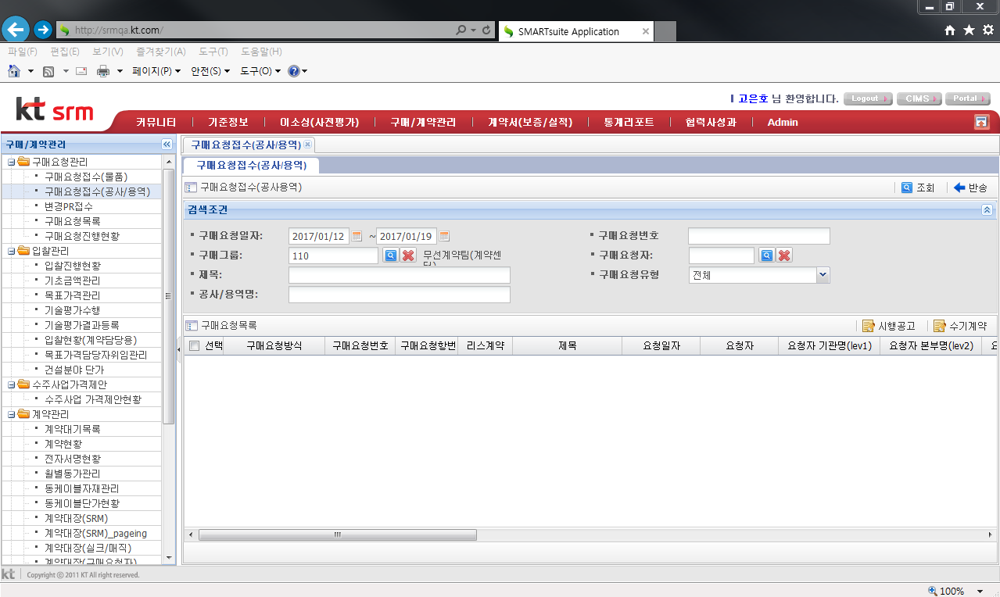 http://srmqa.kt.com/
SMARTsuite Application
파일(F) 편집(E) 보기(V) 즐겨찾기(A) 도구(T) 도움말(H)
페이지(P) 안전(S) 도구(O)
kt srm
고은호 님 환영합니다. Logout CIMS Portal
커뮤니티 기준정보 이소싱(사전평가) 구매/계약관리 계약서(보증/실적) 통계리포트 협력사성과 Admin
구매/계약관리
구매요청관리
구매요청접수(물품)
구매요청접수(공사/용역)
변경PR접수
구매요청목록
구매요청진행현황
입찰관리
입찰진행현황
기초금액관리
목표가격관리
기술평가수행
기술평가결과등록
입찰현황(계약담당용)
목표가격담당자위임관리
건설분야 단가
수주사업가격제안
수주사업 가격제안현황
계약관리
계약대기목록
계약현황
전자서명현황
월별동가관리
동케이블자재관리
동케이블단가현황
계약대장(SRM)
계약대장(SRM)_pageing
계약대장(실크/매직)
계약대장(구매요청자)
구매요청접수(공사/용역)
구매요청접수(공사/용역)
구매요청접수(공사용역) 조회 반송
검색조건
구매요청일자: 2017/01/12 ~ 2017/01/19 구매요청번호
구매그룹: 110 무선계약팀(계약센터) 구매요청자:
제목: 구매요청유형 전체
공사/용역명:
구매요청목록 시행공고 수기계약
선택 구매요청방식 구매요청번호 구매요청항번 리스계약 제목 요청일자 요청자 요청자 기관명(lev1) 요청자 본부명(lev2)
kt Copyright ⓒ 2011 KT All right reserved.
100%